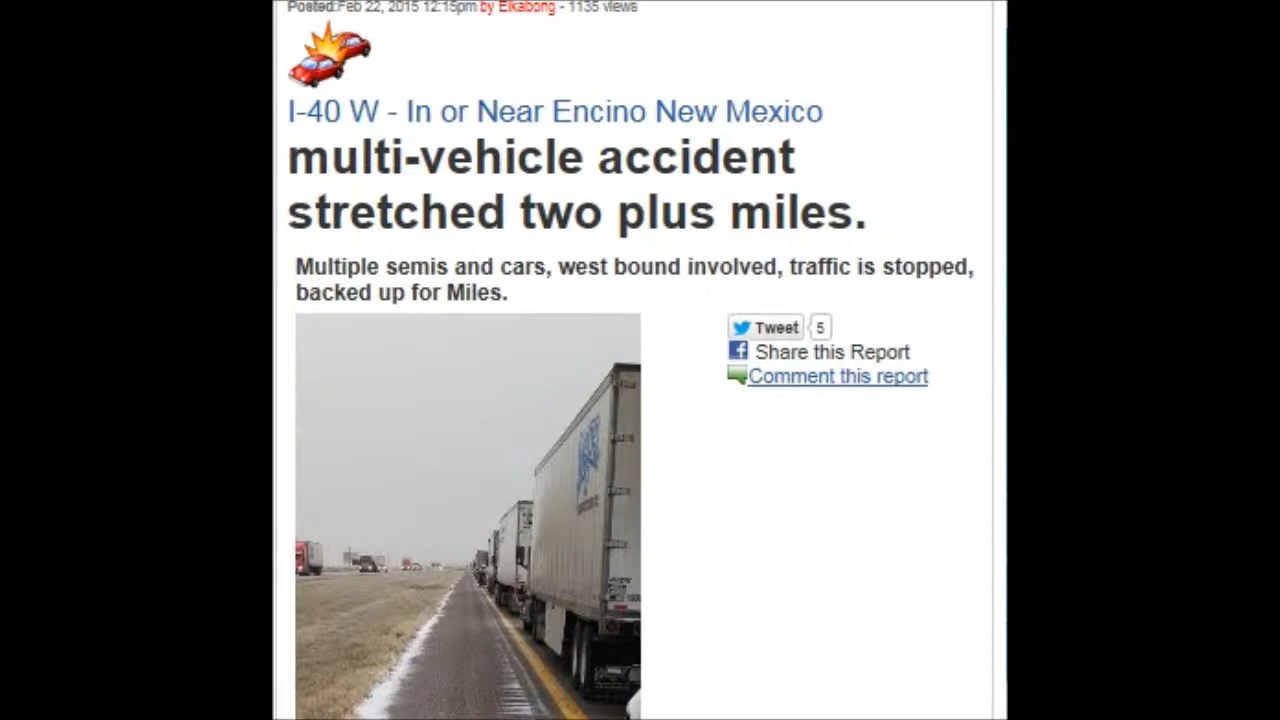 Posted:Feb 22, 2015 12:15pm by Elkabong - 1135 views
I-40 W - In or Near Encino New Mexico
multi-vehicle accident
stretched two plus miles.
Multiple semis and cars, west bound involved, traffic is stopped,
backed up for Miles.
Tweet 5
Share this Report
Comment this report